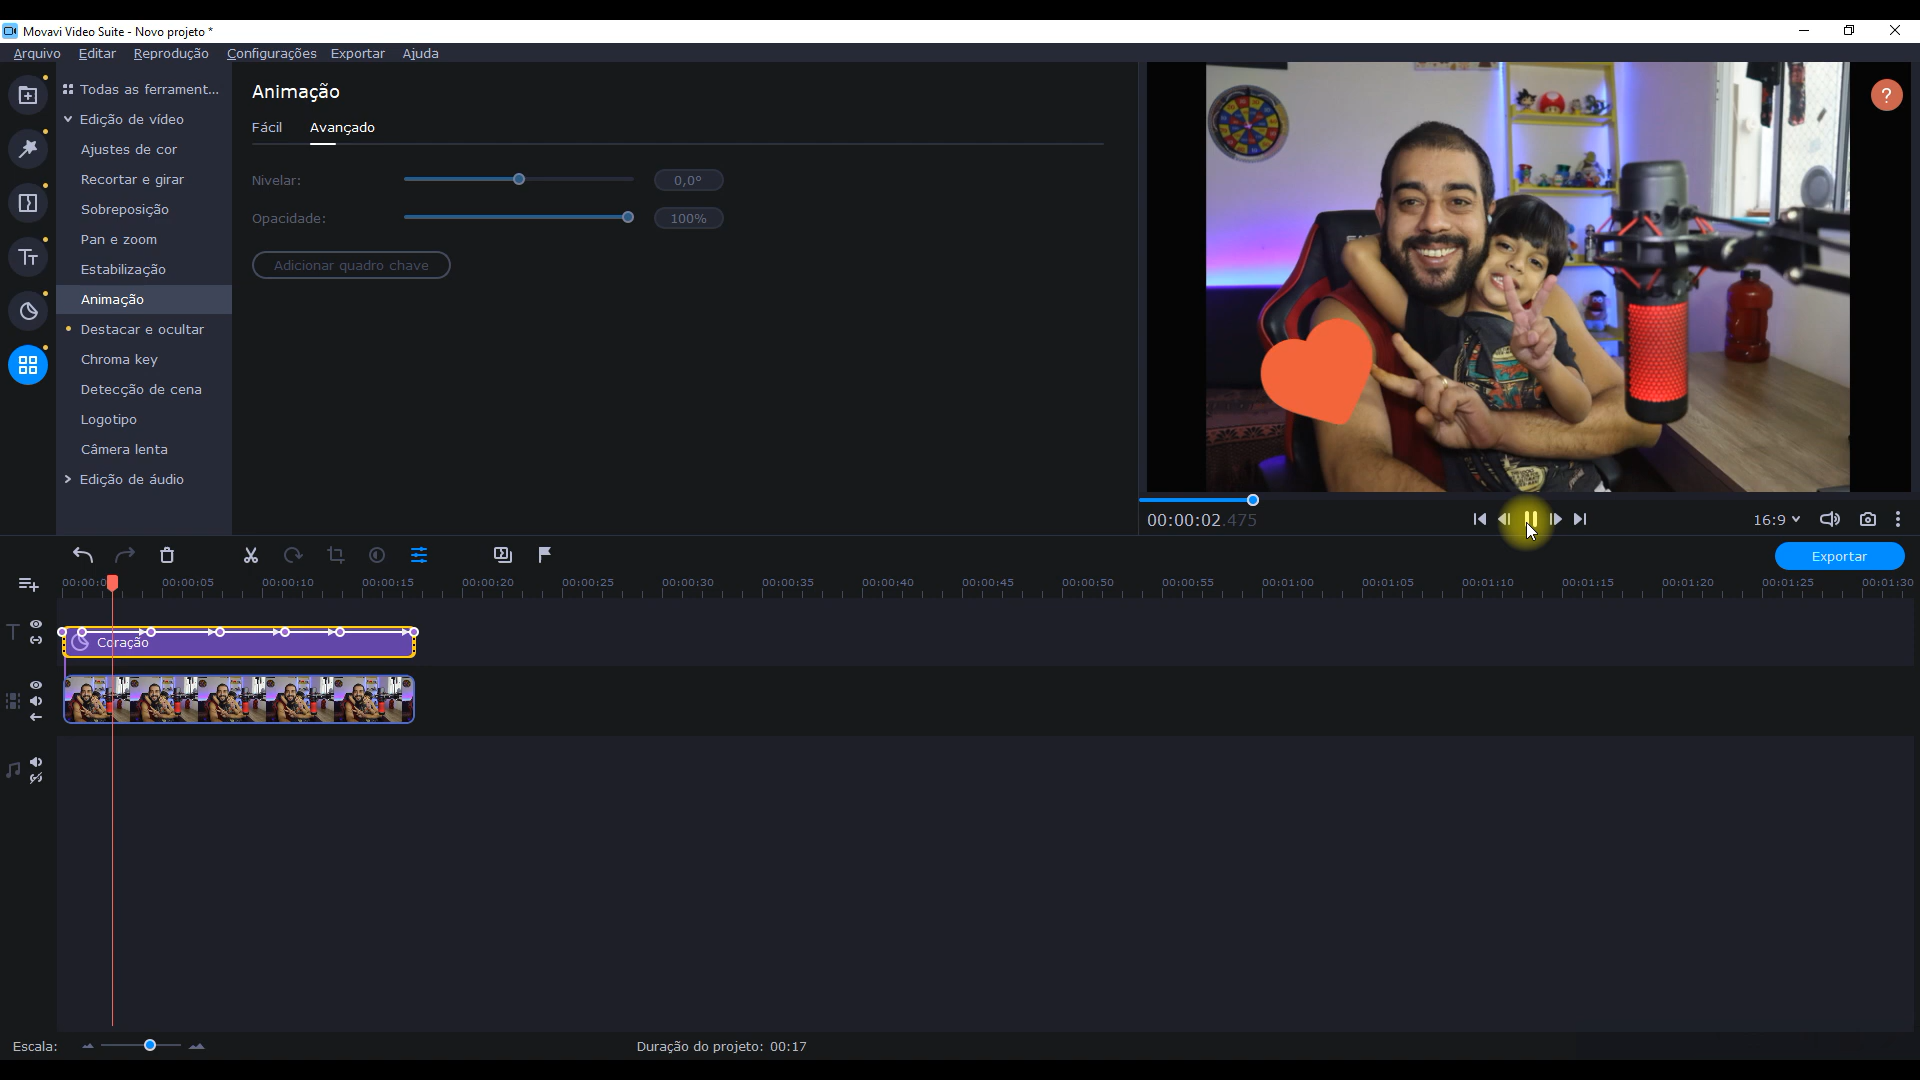 Movavi Video Suite - Novo projeto *
Arquivo Editar Reprodução Configurações Exportar Ajuda
Todas as ferrament...
Edição de vídeo
Ajustes de cor
Recortar e girar
Sobreposição
Pan e zoom
Estabilização
Animação
Destacar e ocultar
Chroma key
Detecção de cena
Logotipo
Câmera lenta
Edição de áudio
Animação
Fácil Avançado
Nivelar: 0,0°
Opacidade: 100%
Adicionar quadro chave
?
00:00:02.475
16:9
Exportar
00:00:0 00:00:05 00:00:10 00:00:15 00:00:20 00:00:25 00:00:30 00:00:35 00:00:40 00:00:45 00:00:50 00:00:55 00:01:00 00:01:05 00:01:10 00:01:15 00:01:20 00:01:25 00:01:30
Coração
Escala:
Duração do projeto: 00:17